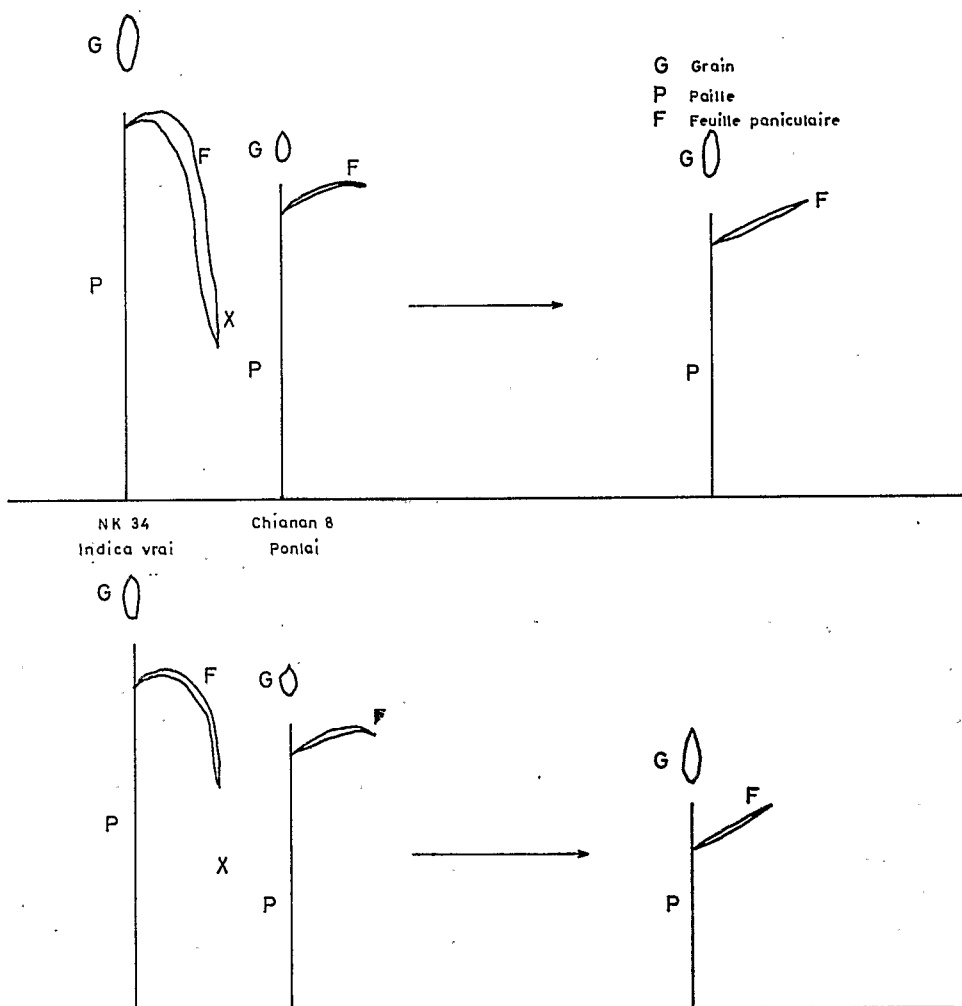 G
G Grain
P Paille
F Feuille paniculaire
F
G
F
G
F
P
X
P
P
NK 34
Indica vrai
Chianan 8
Ponlai
G
F
G
F
G
F
P
X
P
P